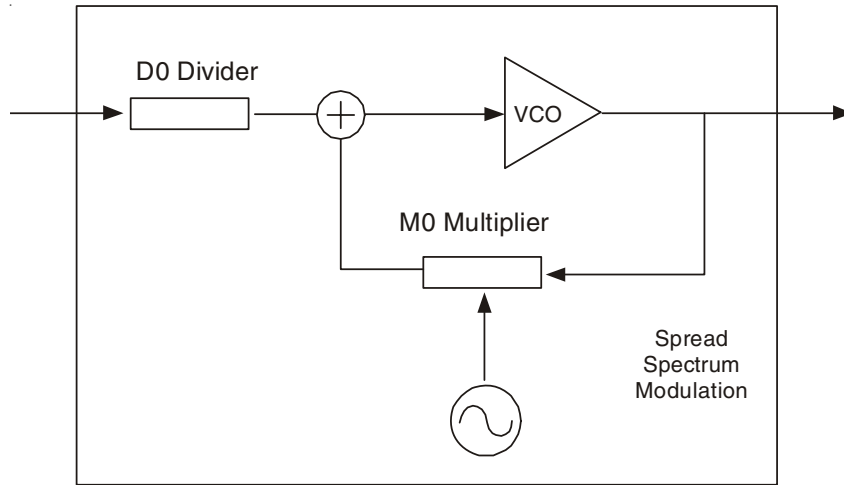 D0 Divider
VCO
M0 Multiplier
Spread
Spectrum
Modulation